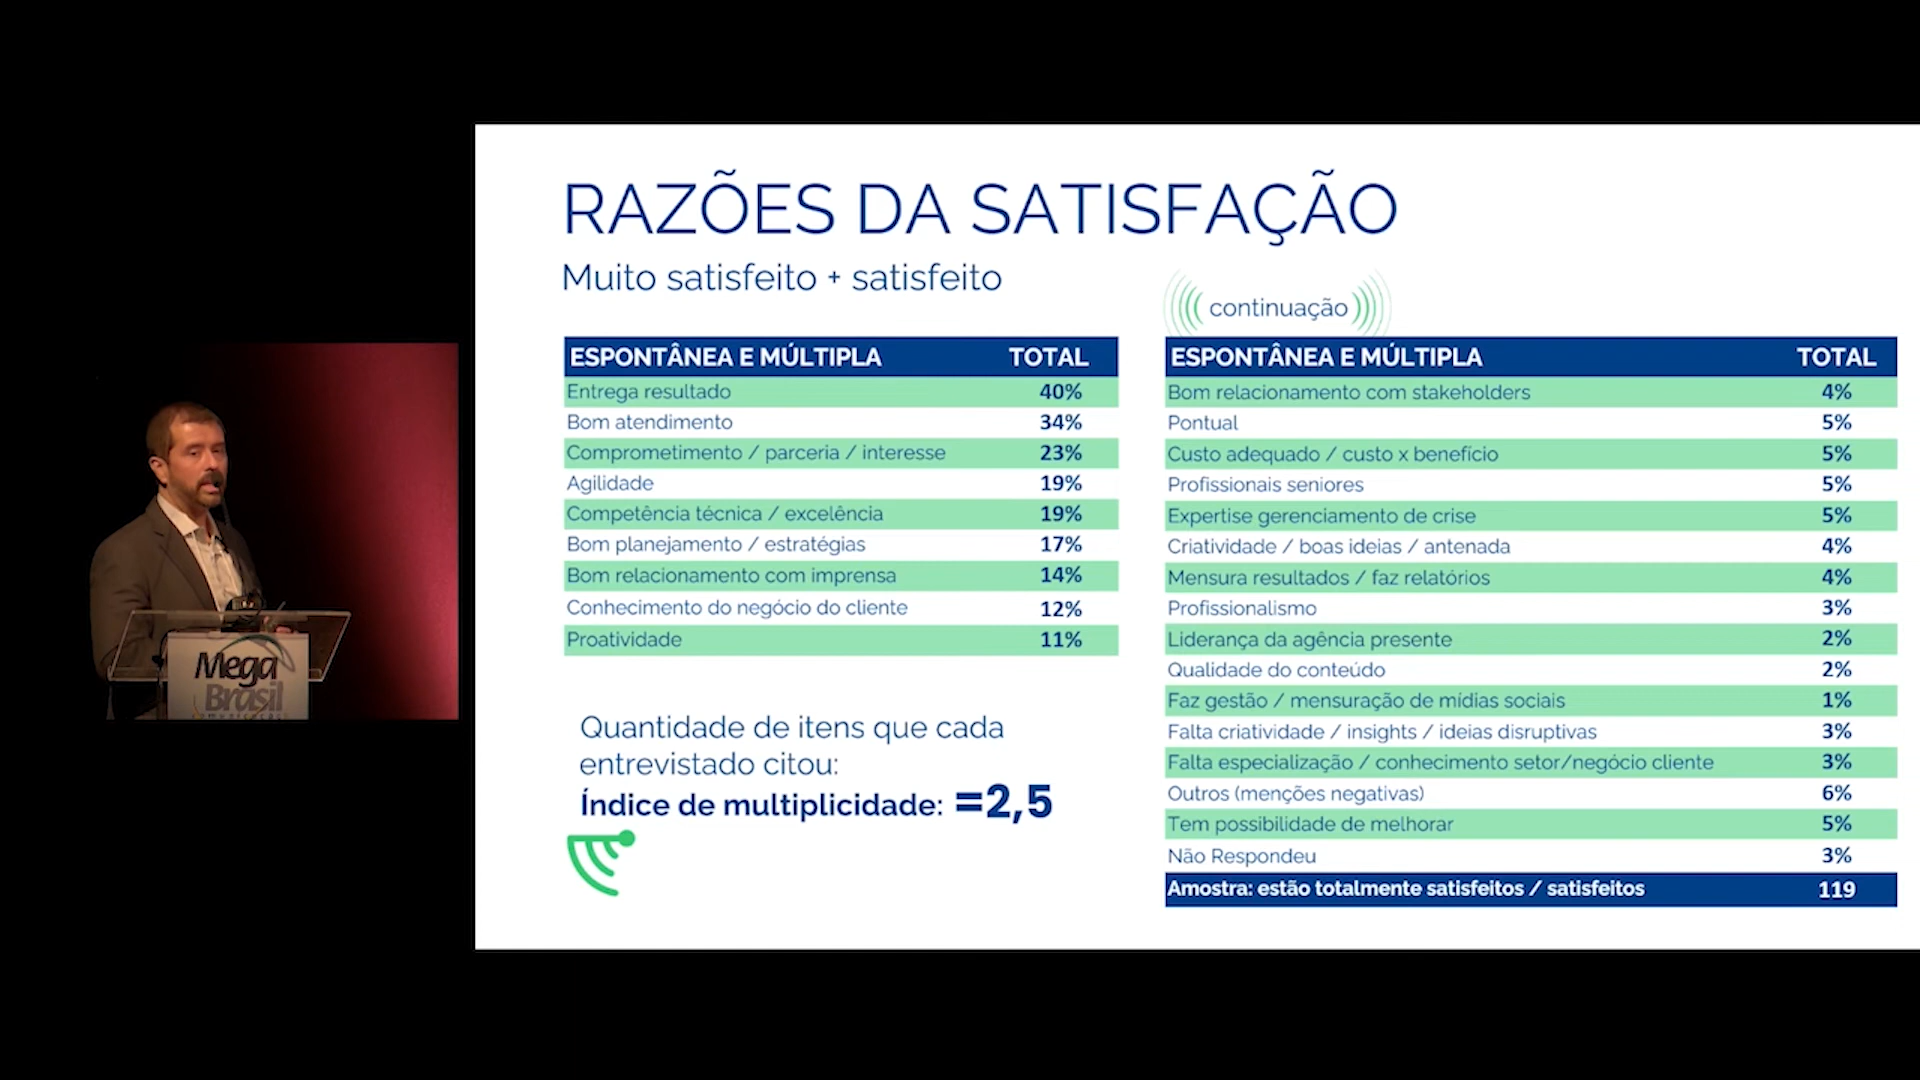 RAZÕES DA SATISFAÇÃO
Muito satisfeito + satisfeito
ESPONTÂNEA E MÚLTIPLA TOTAL
Entrega resultado 40%
Bom atendimento 34%
Comprometimento / parceria / interesse 23%
Agilidade 19%
Competência técnica / excelência 19%
Bom planejamento / estratégias 17%
Bom relacionamento com imprensa 14%
Conhecimento do negócio do cliente 12%
Proatividade 11%
Quantidade de itens que cada
entrevistado citou:
Índice de multiplicidade: =2,5
continuação
ESPONTÂNEA E MÚLTIPLA TOTAL
Bom relacionamento com stakeholders 4%
Pontual 5%
Custo adequado / custo x benefício 5%
Profissionais seniores 5%
Expertise gerenciamento de crise 5%
Criatividade / boas ideias / antenada 4%
Mensura resultados / faz relatórios 4%
Profissionalismo 3%
Liderança da agência presente 2%
Qualidade do conteúdo 2%
Faz gestão / mensuração de mídias sociais 1%
Falta criatividade / insights / ideias disruptivas 3%
Falta especialização / conhecimento setor/negócio cliente 3%
Outros (menções negativas) 6%
Tem possibilidade de melhorar 5%
Não Respondeu 3%
Amostra: estão totalmente satisfeitos / satisfeitos 119
Mega
Brasil